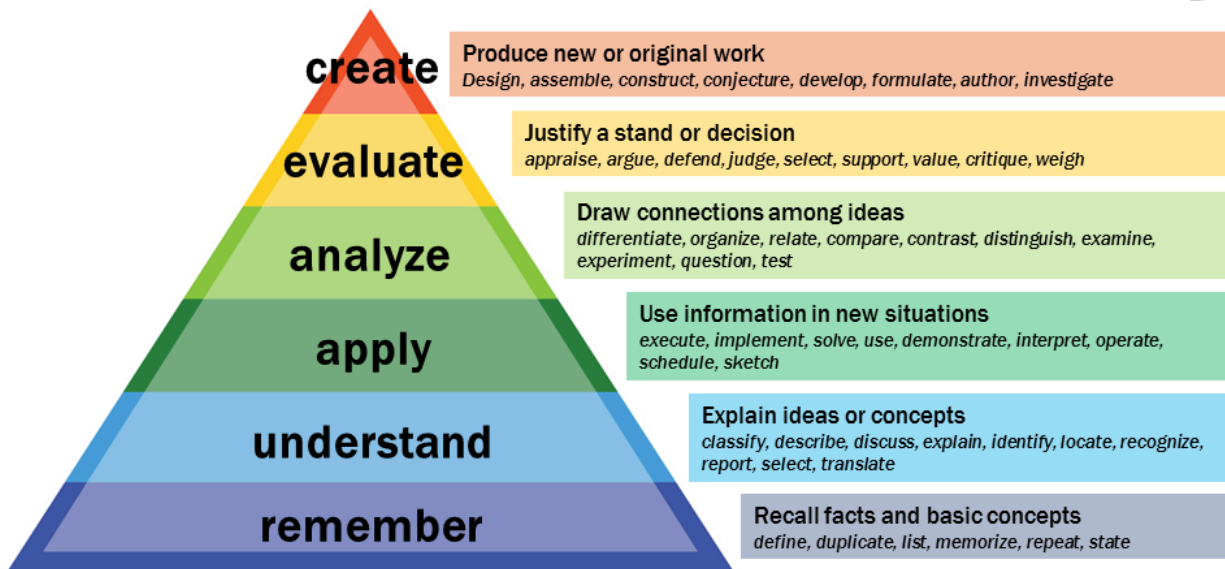 create
Produce new or original work
Design, assemble, construct, conjecture, develop, formulate, author, investigate
evaluate
Justify a stand or decision
appraise, argue, defend, judge, select, support, value, critique, weigh
analyze
Draw connections among ideas
differentiate, organize, relate, compare, contrast, distinguish, examine,
experiment, question, test
apply
Use information in new situations
execute, implement, solve, use, demonstrate, interpret, operate,
schedule, sketch
understand
Explain ideas or concepts
classify, describe, discuss, explain, identify, locate, recognize,
report, select, translate
remember
Recall facts and basic concepts
define, duplicate, list, memorize, repeat, state